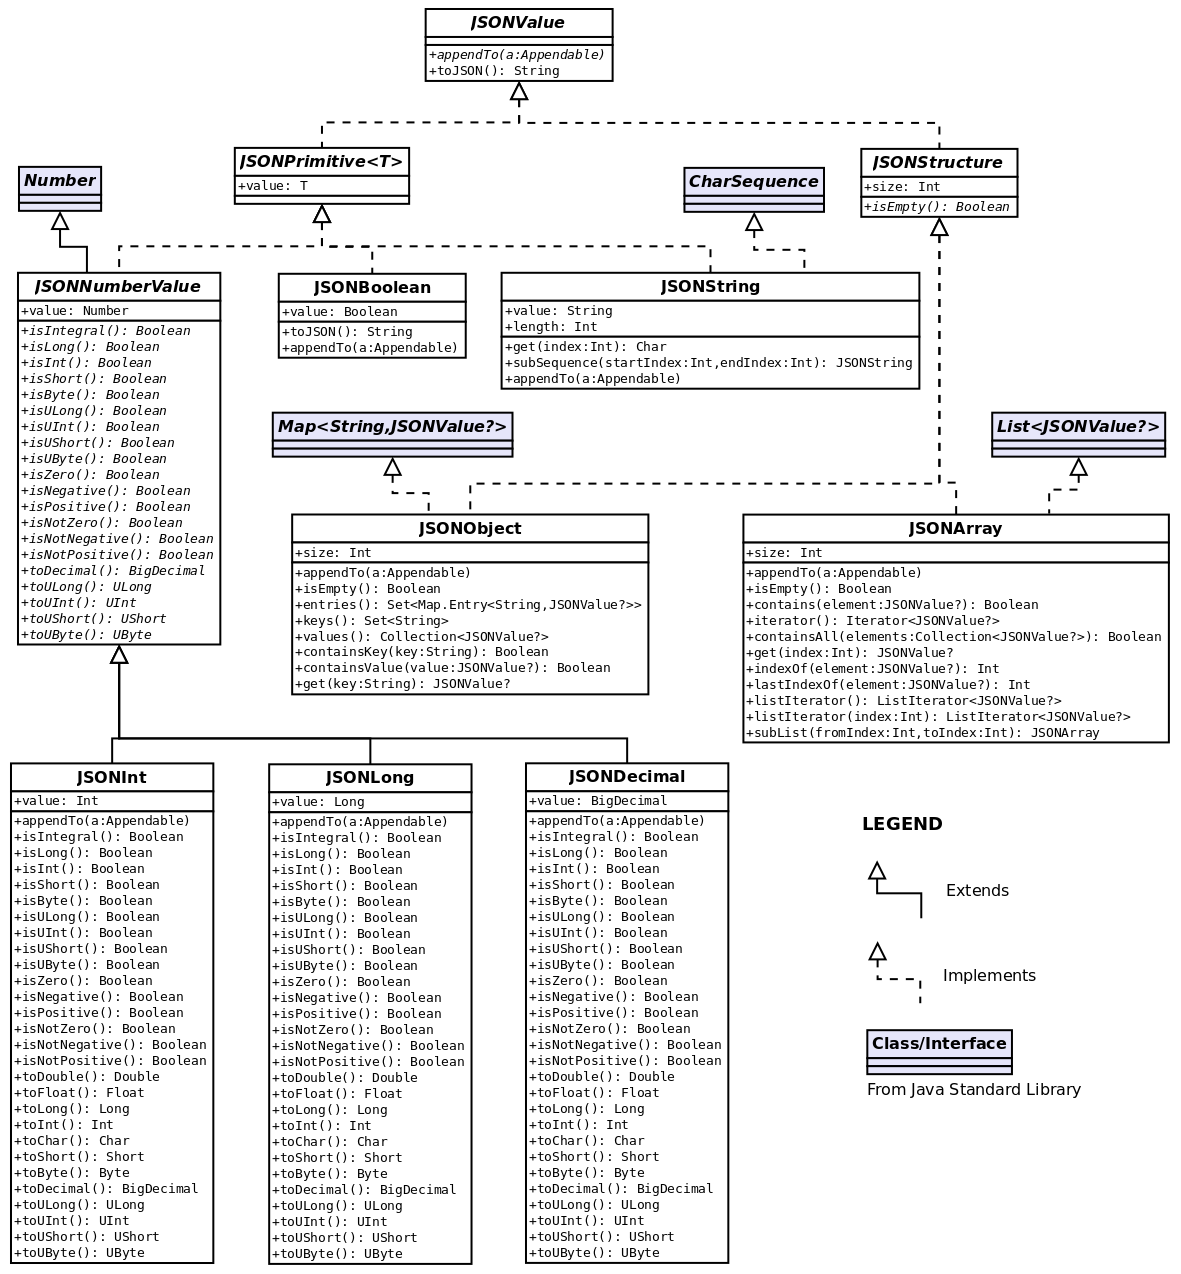 JSONValue
+appendTo(a:Appendable)
+toJSON(): String
JSONPrimitive<T>
+value: T
JSONStructure
+size: Int
+isEmpty(): Boolean
Number
CharSequence
JSONNumberValue
+value: Number
+isIntegral(): Boolean
+isLong(): Boolean
+isInt(): Boolean
+isShort(): Boolean
+isByte(): Boolean
+isULong(): Boolean
+isUInt(): Boolean
+isUShort(): Boolean
+isUByte(): Boolean
+isZero(): Boolean
+isNegative(): Boolean
+isPositive(): Boolean
+isNotZero(): Boolean
+isNotNegative(): Boolean
+isNotPositive(): Boolean
+toDecimal(): BigDecimal
+toULong(): ULong
+toUInt(): UInt
+toUShort(): UShort
+toUByte(): UByte
JSONBoolean
+value: Boolean
+toJSON(): String
+appendTo(a:Appendable)
JSONString
+value: String
+length: Int
+get(index:Int): Char
+subSequence(startIndex:Int,endIndex:Int): JSONString
+appendTo(a:Appendable)
Map<String,JSONValue?>
List<JSONValue?>
JSONObject
+size: Int
+appendTo(a:Appendable)
+isEmpty(): Boolean
+entries(): Set<Map.Entry<String,JSONValue?>>
+keys(): Set<String>
+values(): Collection<JSONValue?>
+containsKey(key:String): Boolean
+containsValue(value:JSONValue?): Boolean
+get(key:String): JSONValue?
JSONArray
+size: Int
+appendTo(a:Appendable)
+isEmpty(): Boolean
+contains(element:JSONValue?): Boolean
+iterator(): Iterator<JSONValue?>
+containsAll(elements:Collection<JSONValue?>): Boolean
+get(index:Int): JSONValue?
+indexOf(element:JSONValue?): Int
+lastIndexOf(element:JSONValue?): Int
+listIterator(): ListIterator<JSONValue?>
+listIterator(index:Int): ListIterator<JSONValue?>
+subList(fromIndex:Int,toIndex:Int): JSONArray
JSONInt
+value: Int
+appendTo(a:Appendable)
+isIntegral(): Boolean
+isLong(): Boolean
+isInt(): Boolean
+isShort(): Boolean
+isByte(): Boolean
+isULong(): Boolean
+isUInt(): Boolean
+isUShort(): Boolean
+isUByte(): Boolean
+isZero(): Boolean
+isNegative(): Boolean
+isPositive(): Boolean
+isNotZero(): Boolean
+isNotNegative(): Boolean
+isNotPositive(): Boolean
+toDouble(): Double
+toFloat(): Float
+toLong(): Long
+toInt(): Int
+toChar(): Char
+toShort(): Short
+toByte(): Byte
+toDecimal(): BigDecimal
+toULong(): ULong
+toUInt(): UInt
+toUShort(): UShort
+toUByte(): UByte
JSONLong
+value: Long
+appendTo(a:Appendable)
+isIntegral(): Boolean
+isLong(): Boolean
+isInt(): Boolean
+isShort(): Boolean
+isByte(): Boolean
+isULong(): Boolean
+isUInt(): Boolean
+isUShort(): Boolean
+isUByte(): Boolean
+isZero(): Boolean
+isNegative(): Boolean
+isPositive(): Boolean
+isNotZero(): Boolean
+isNotNegative(): Boolean
+isNotPositive(): Boolean
+toDouble(): Double
+toFloat(): Float
+toLong(): Long
+toInt(): Int
+toChar(): Char
+toShort(): Short
+toByte(): Byte
+toDecimal(): BigDecimal
+toULong(): ULong
+toUInt(): UInt
+toUShort(): UShort
+toUByte(): UByte
JSONDecimal
+value: BigDecimal
+appendTo(a:Appendable)
+isIntegral(): Boolean
+isLong(): Boolean
+isInt(): Boolean
+isShort(): Boolean
+isByte(): Boolean
+isULong(): Boolean
+isUInt(): Boolean
+isUShort(): Boolean
+isUByte(): Boolean
+isZero(): Boolean
+isNegative(): Boolean
+isPositive(): Boolean
+isNotZero(): Boolean
+isNotNegative(): Boolean
+isNotPositive(): Boolean
+toDouble(): Double
+toFloat(): Float
+toLong(): Long
+toInt(): Int
+toChar(): Char
+toShort(): Short
+toByte(): Byte
+toDecimal(): BigDecimal
+toULong(): ULong
+toUInt(): UInt
+toUShort(): UShort
+toUByte(): UByte
LEGEND
Extends
Implements
Class/Interface
From Java Standard Library